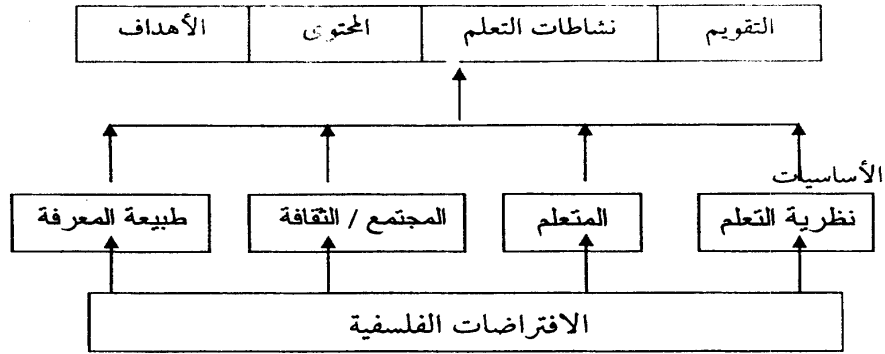 الأهداف المحتوى نشاطات التعلم التقويم
الأساسيات
نظرية التعلم المتعلم المجتمع / الثقافة طبيعة المعرفة
الافتراضات الفلسفية